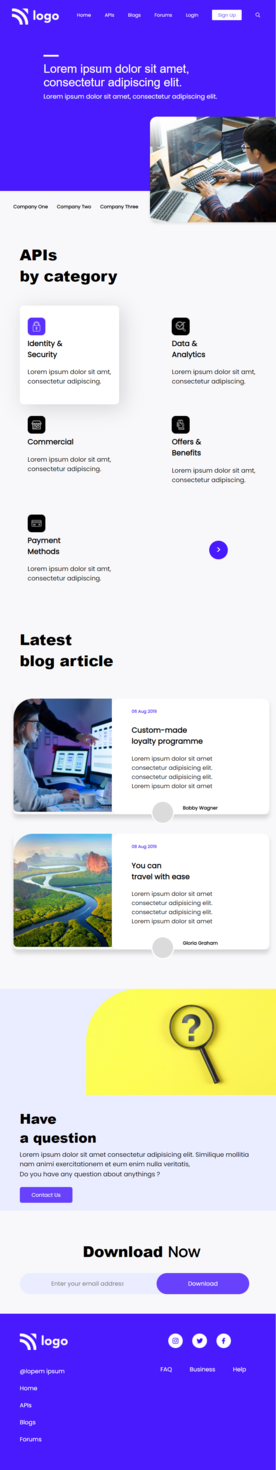 logo
Home
APIs
Blogs
Forums
Login
Sign Up
Lorem ipsum dolor sit amet,
consectetur adipiscing elit.
Lorem ipsum dolor sit amet, consectetur adipiscing elit.
Company One
Company Two
Company Three
APIs
by category
Identity &
Security
Lorem ipsum dolor sit amt,
consectetur adipiscing.
Data &
Analytics
Lorem ipsum dolor sit amt,
consectetur adipiscing.
Commercial
Lorem ipsum dolor sit amt,
consectetur adipiscing.
Offers &
Benefits
Lorem ipsum dolor sit amt,
consectetur adipiscing.
Payment
Methods
Lorem ipsum dolor sit amt,
consectetur adipiscing.
Latest
blog article
09 Aug 2019
Custom-made
loyalty programme
Lorem ipsum dolor sit amet
consectetur adipisicing elit.
consectetur adipisicing elit.
Lorem ipsum dolor sit amet
Bobby Wagner
08 Aug 2019
You can
travel with ease
Lorem ipsum dolor sit amet
consectetur adipisicing elit.
consectetur adipisicing elit.
Lorem ipsum dolor sit amet
Gloria Graham
?
Have
a question
Lorem ipsum dolor sit amet consectetur adipisicing elit. Similique mollitia
nam animi exercitationem et eum enim nulla veritatis,
Do you have any question about anythings ?
Contact Us
Download Now
Enter your email address
Download
logo
@lopem ipsum
Home
APIs
Blogs
Forums
FAQ
Business
Help